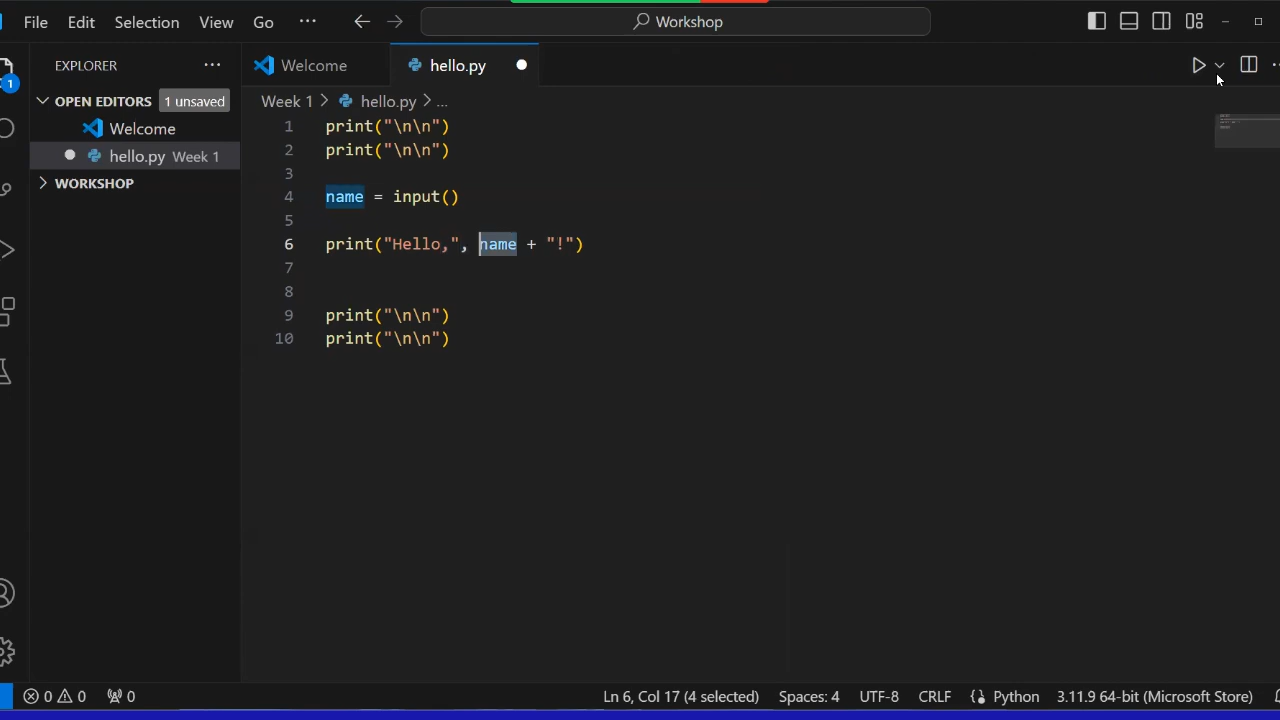 File Edit Selection View Go ··· Workshop
EXPLORER ···
Welcome hello.py
OPEN EDITORS 1 unsaved
Welcome
hello.py Week 1
WORKSHOP
1
Week 1 > hello.py > ...
1 print("\n\n")
2 print("\n\n")
3
4 name = input()
5
6 print("Hello,", name + "!")
7
8
9 print("\n\n")
10 print("\n\n")
0 0 0 Ln 6, Col 17 (4 selected) Spaces: 4 UTF-8 CRLF Python 3.11.9 64-bit (Microsoft Store)